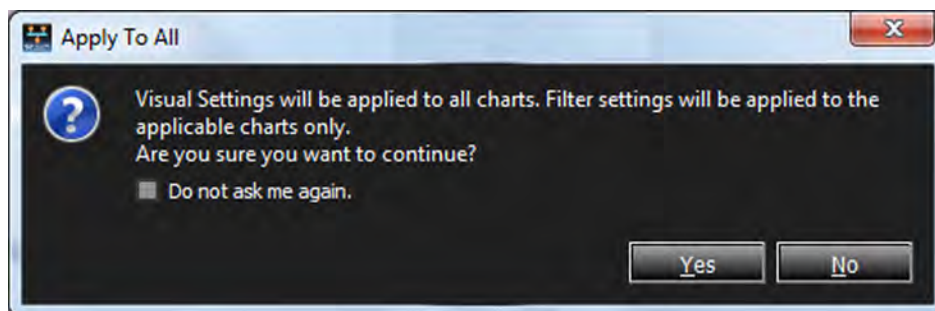 Apply To All
Visual Settings will be applied to all charts. Filter settings will be applied to the
applicable charts only.
Are you sure you want to continue?
Do not ask me again.
Yes
No